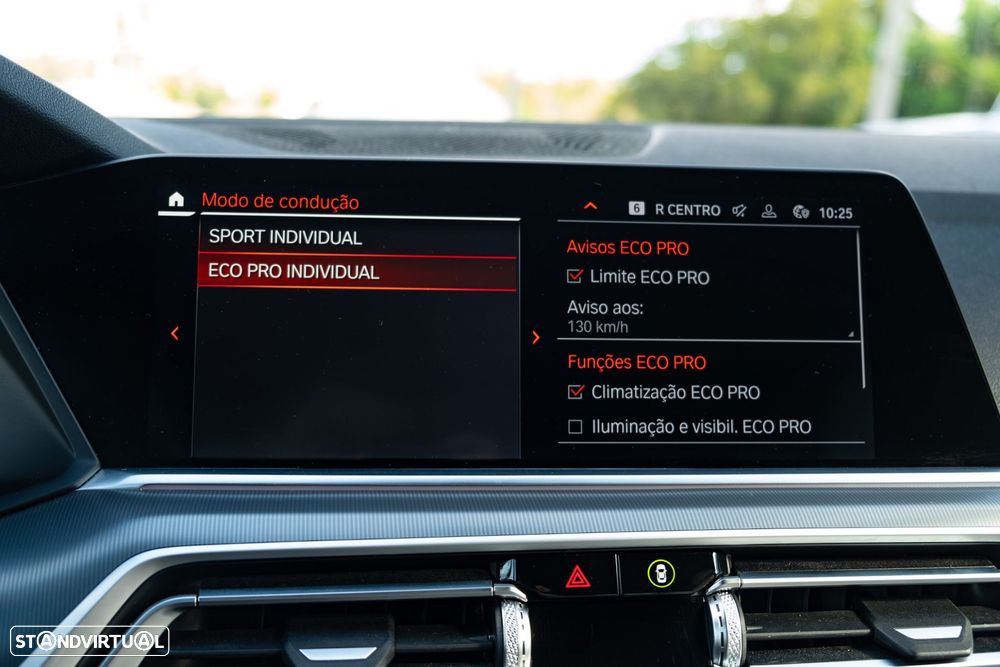 Modo de condução
SPORT INDIVIDUAL
ECO PRO INDIVIDUAL
6 R CENTRO 10:25
Avisos ECO PRO
Limite ECO PRO
Aviso aos:
130 km/h
Funções ECO PRO
Climatização ECO PRO
Iluminação e visibil. ECO PRO
STANDVIRTUAL